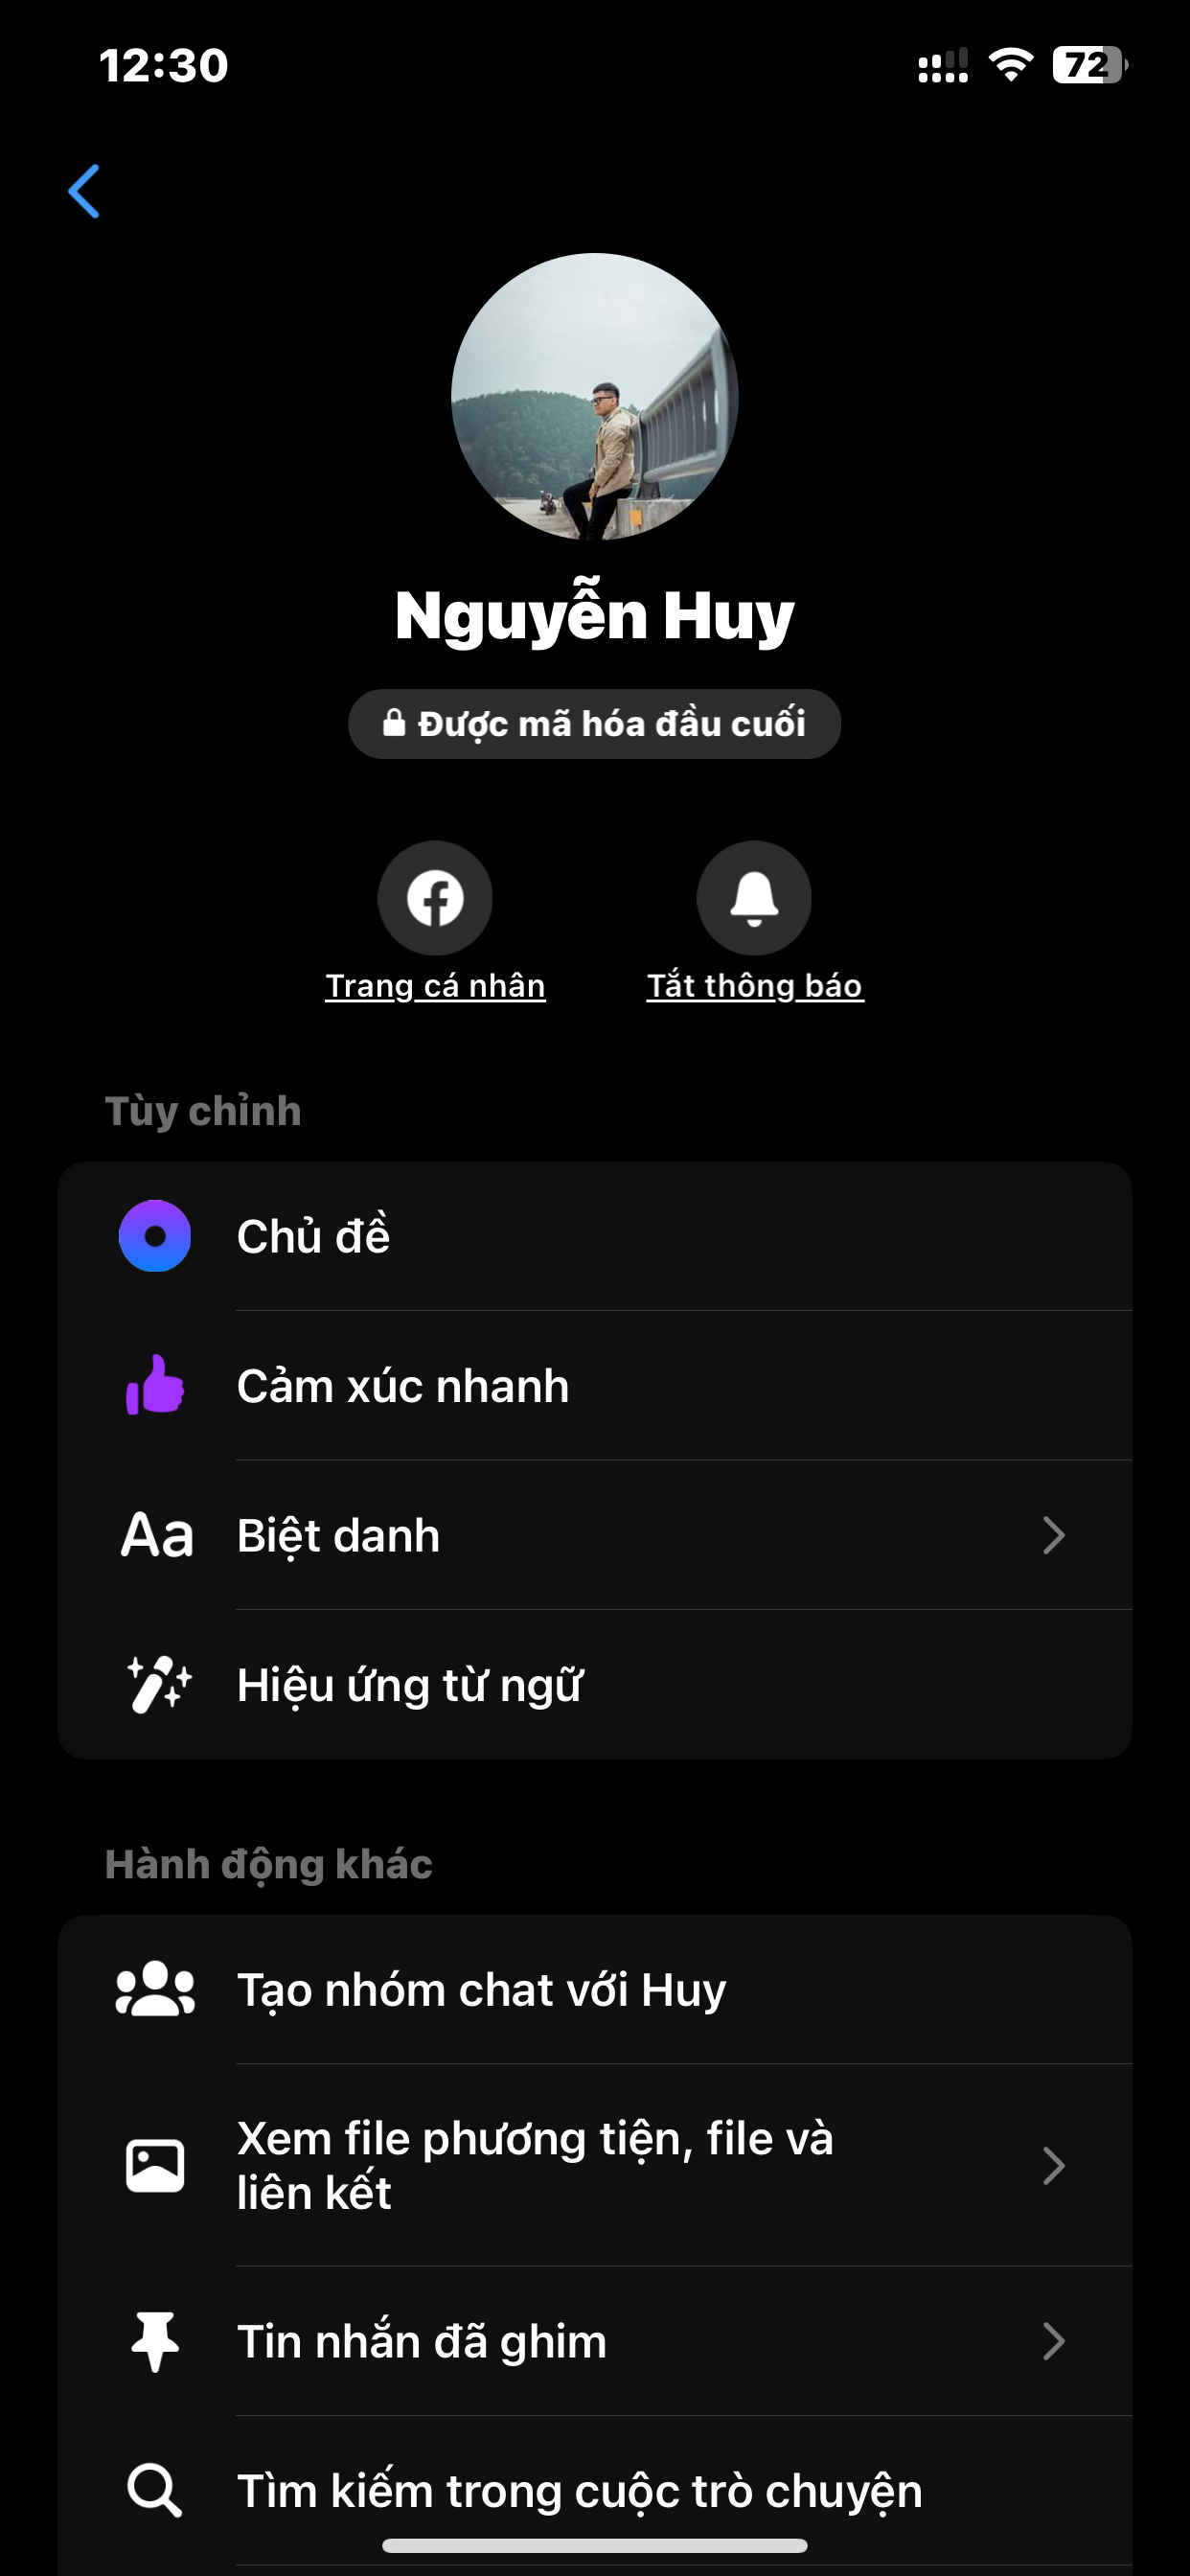 12:30
72
Nguyễn Huy
Được mã hóa đầu cuối
Trang cá nhân
Tắt thông báo
Tùy chỉnh
Chủ đề
Cảm xúc nhanh
Aa Biệt danh
Hiệu ứng từ ngữ
Hành động khác
Tạo nhóm chat với Huy
Xem file phương tiện, file và
liên kết
Tin nhắn đã ghim
Tìm kiếm trong cuộc trò chuyện